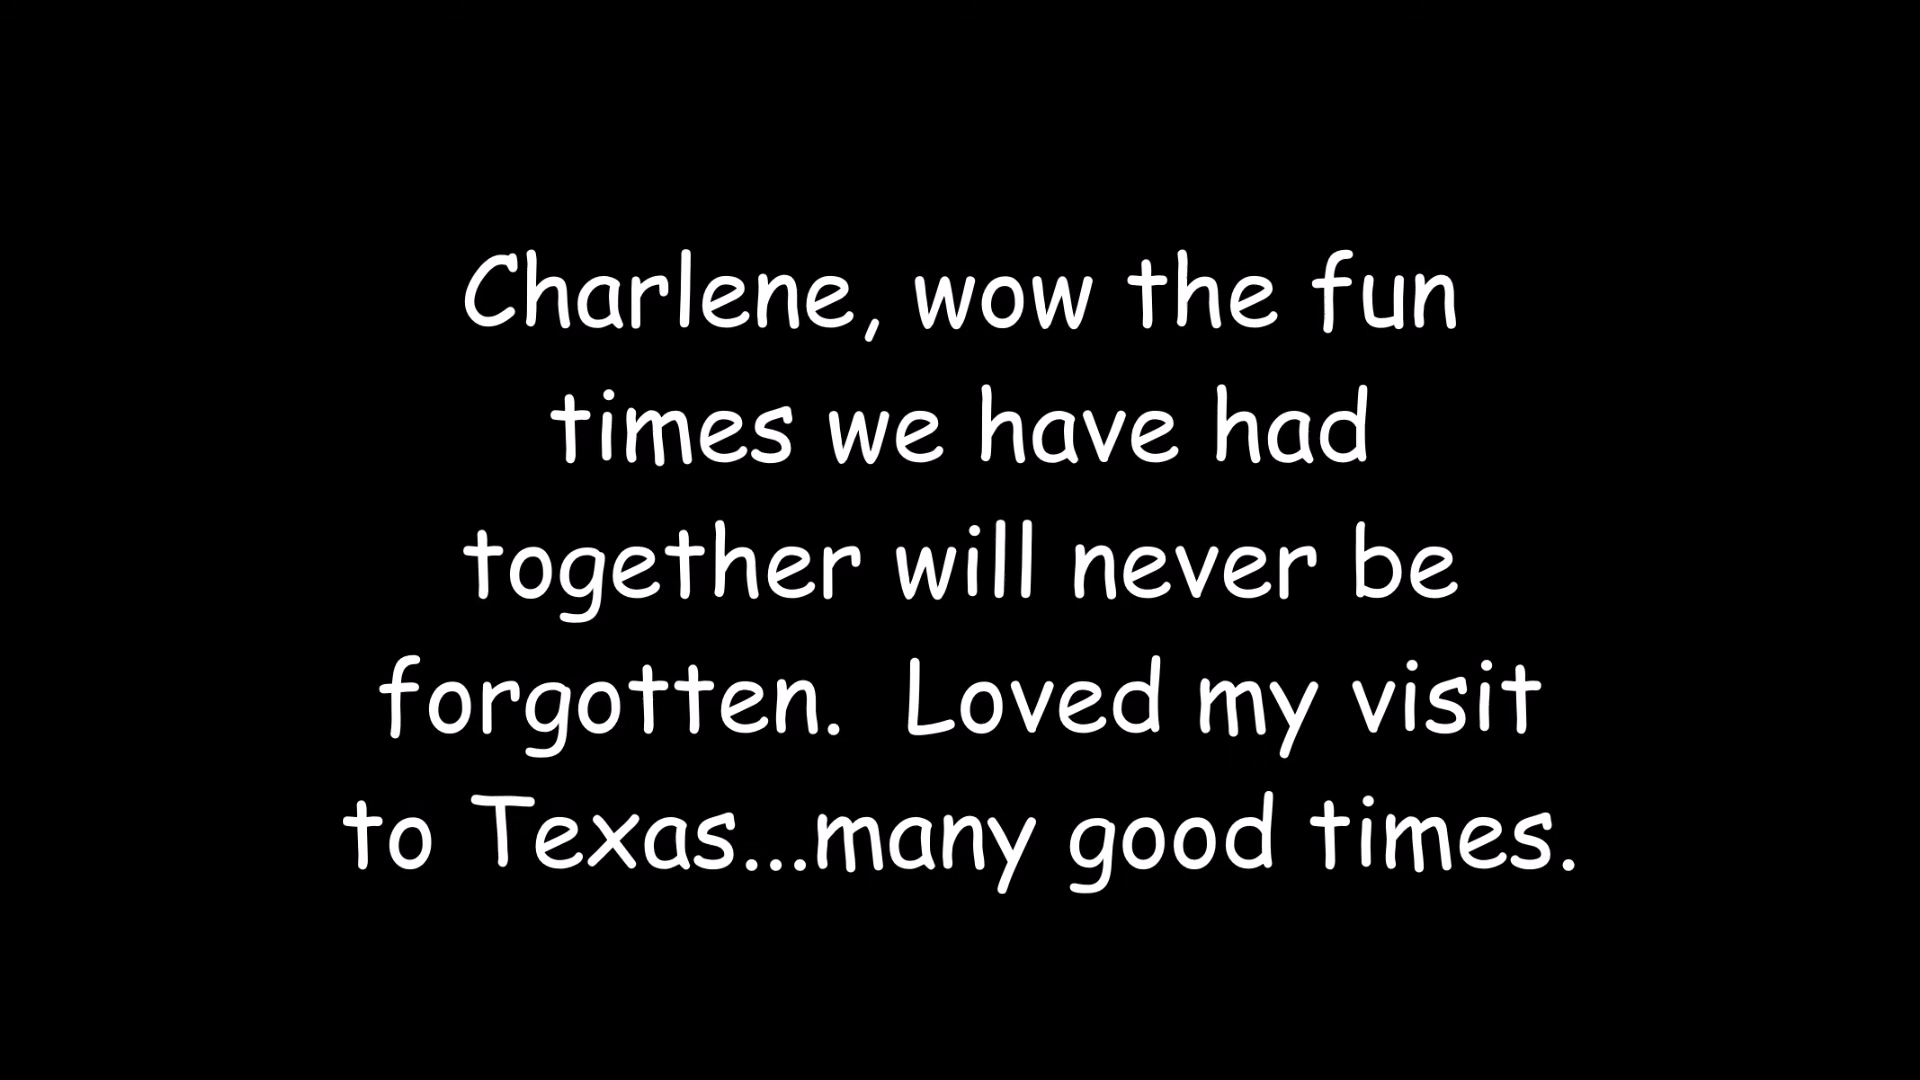 Charlene, wow the fun
times we have had
together will never be
forgotten.  Loved my visit
to Texas...many good times.